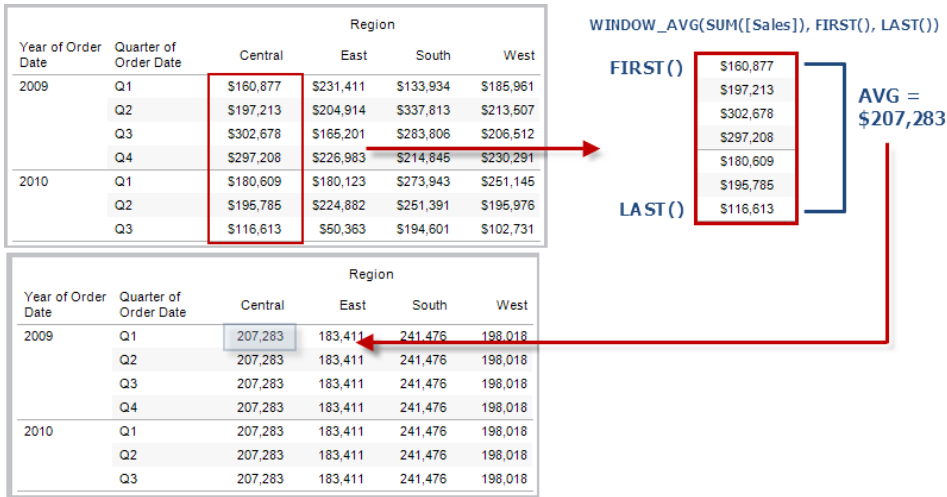 Region
Year of Order Date Quarter of Order Date Central East South West
2009 Q1 $160,877 $231,411 $133,934 $185,961
Q2 $197,213 $204,914 $337,813 $213,507
Q3 $302,678 $165,201 $283,806 $206,512
Q4 $297,208 $226,983 $214,845 $230,291
2010 Q1 $180,609 $180,123 $273,943 $251,145
Q2 $195,785 $224,882 $251,391 $195,976
Q3 $116,613 $50,363 $194,601 $102,731
WINDOW_AVG(SUM([Sales]), FIRST(), LAST())
FIRST() $160,877
$197,213
$302,678
$297,208
$180,609
$195,785
LAST() $116,613
AVG =
$207,283
Region
Year of Order Date Quarter of Order Date Central East South West
2009 Q1 207,283 183,411 241,476 198,018
Q2 207,283 183,411 241,476 198,018
Q3 207,283 183,411 241,476 198,018
Q4 207,283 183,411 241,476 198,018
2010 Q1 207,283 183,411 241,476 198,018
Q2 207,283 183,411 241,476 198,018
Q3 207,283 183,411 241,476 198,018